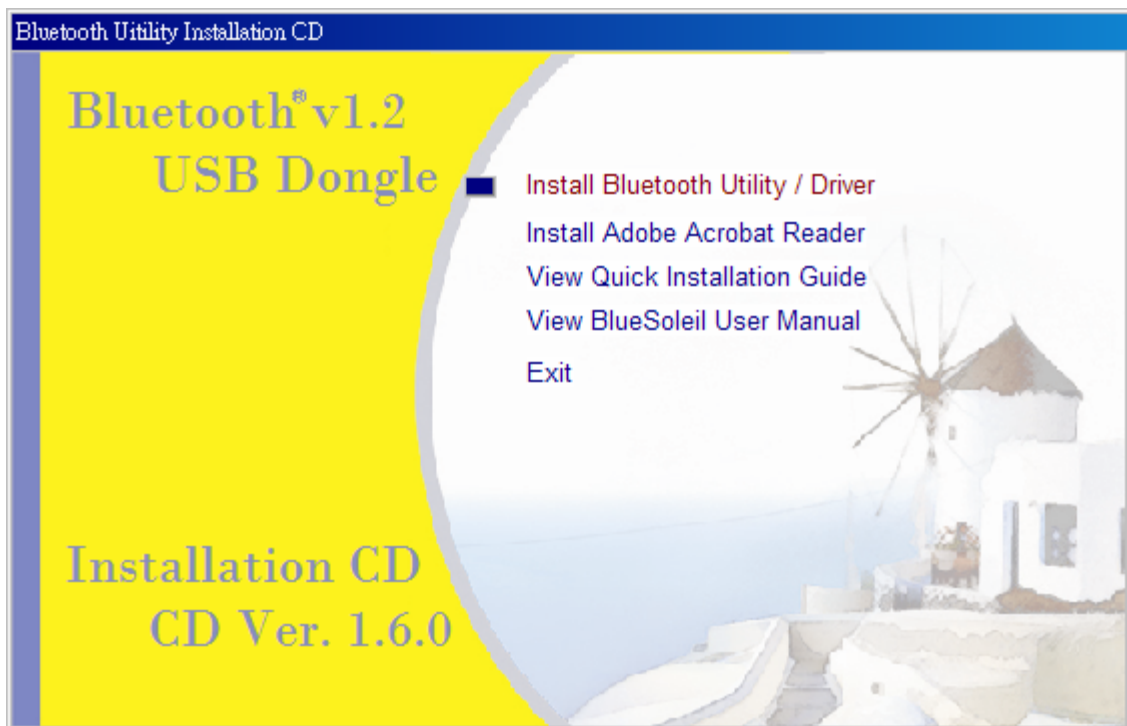 Bluetooth Uitility Installation CD
Bluetooth® v1.2
USB Dongle
Install Bluetooth Utility / Driver
Install Adobe Acrobat Reader
View Quick Installation Guide
View BlueSoleil User Manual
Exit
Installation CD
CD Ver. 1.6.0